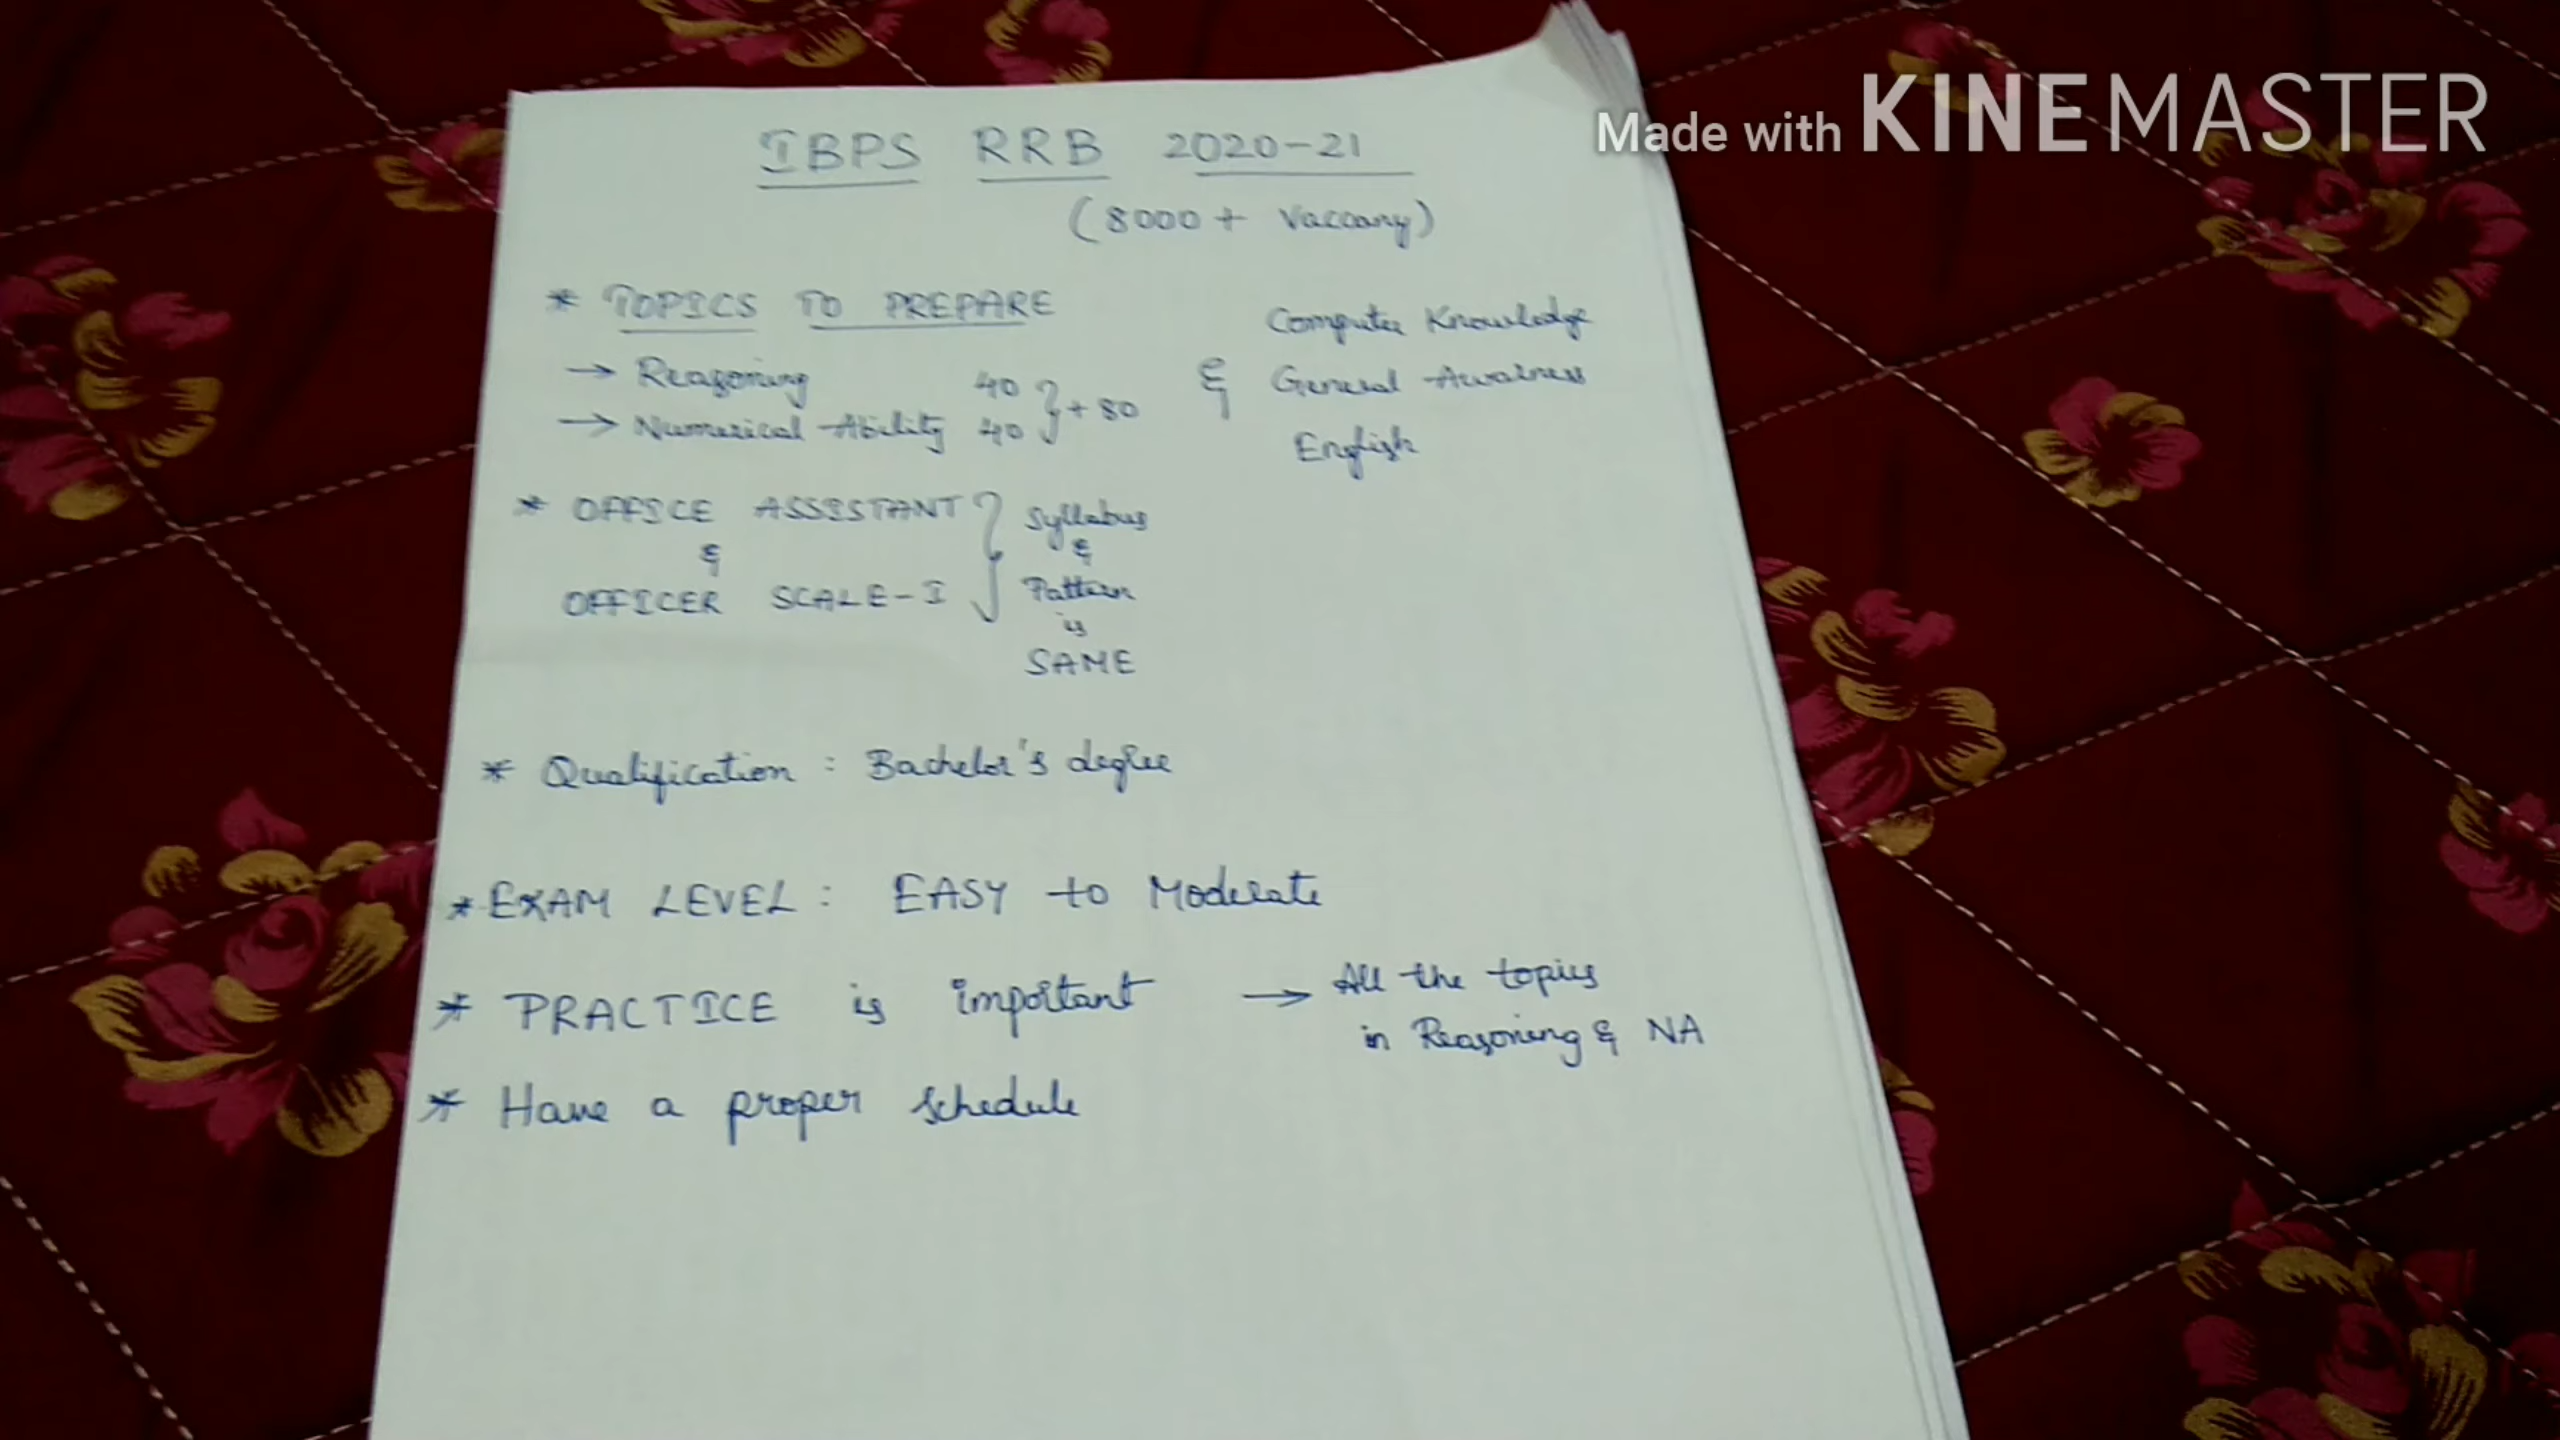 Made with KINEMASTER
IBPS RRB 2020-21
(8000+ Vaccany)
* TOPICS TO PREPARE
→ Reasoning 40
→ Numerical Ability 40 } + 80
& Computer Knowledge
General Awarness
English
* OFFICE ASSISTANT
&
OFFICER SCALE-I
} Syllabus
&
Pattern
is
SAME
* Qualification : Bachelor's degree
* EXAM LEVEL : EASY to Moderate
* PRACTICE is important → All the topics
in Reasoning & NA
* Have a proper schedule